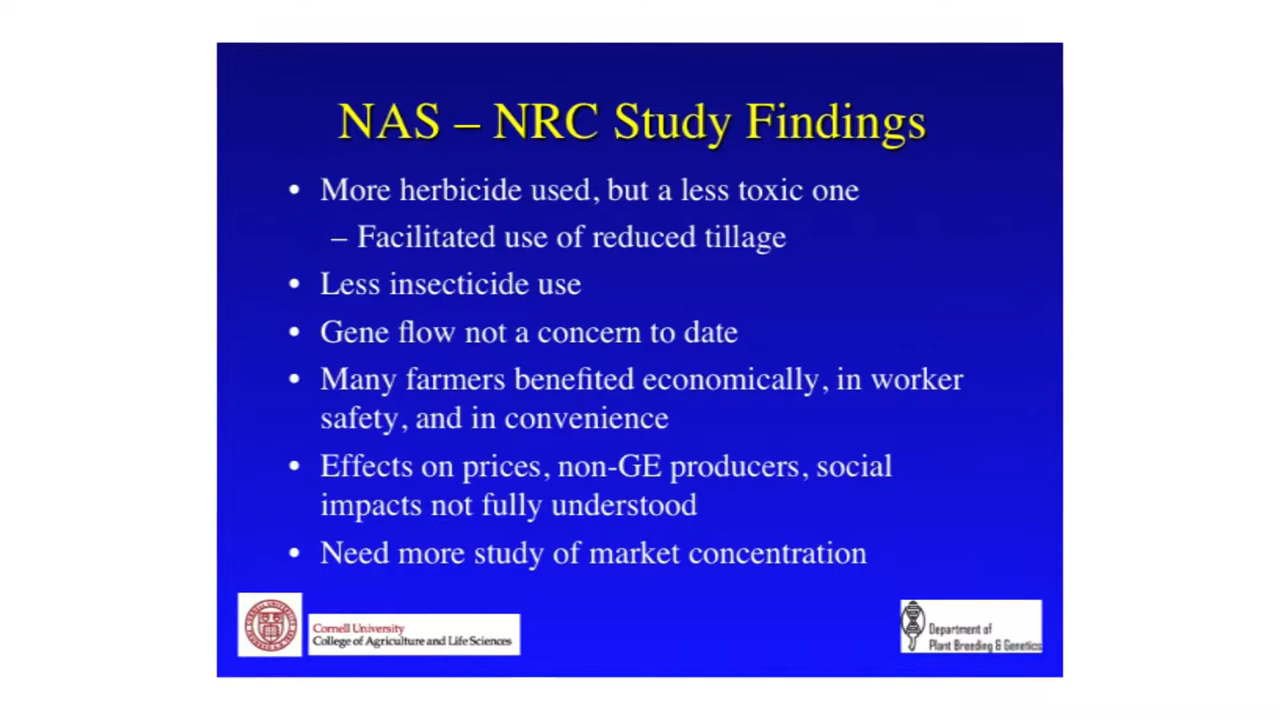 NAS – NRC Study Findings
• More herbicide used, but a less toxic one
– Facilitated use of reduced tillage
• Less insecticide use
• Gene flow not a concern to date
• Many farmers benefited economically, in worker
safety, and in convenience
• Effects on prices, non-GE producers, social
impacts not fully understood
• Need more study of market concentration
Cornell University
College of Agriculture and Life Sciences
Department of
Plant Breeding & Genetics